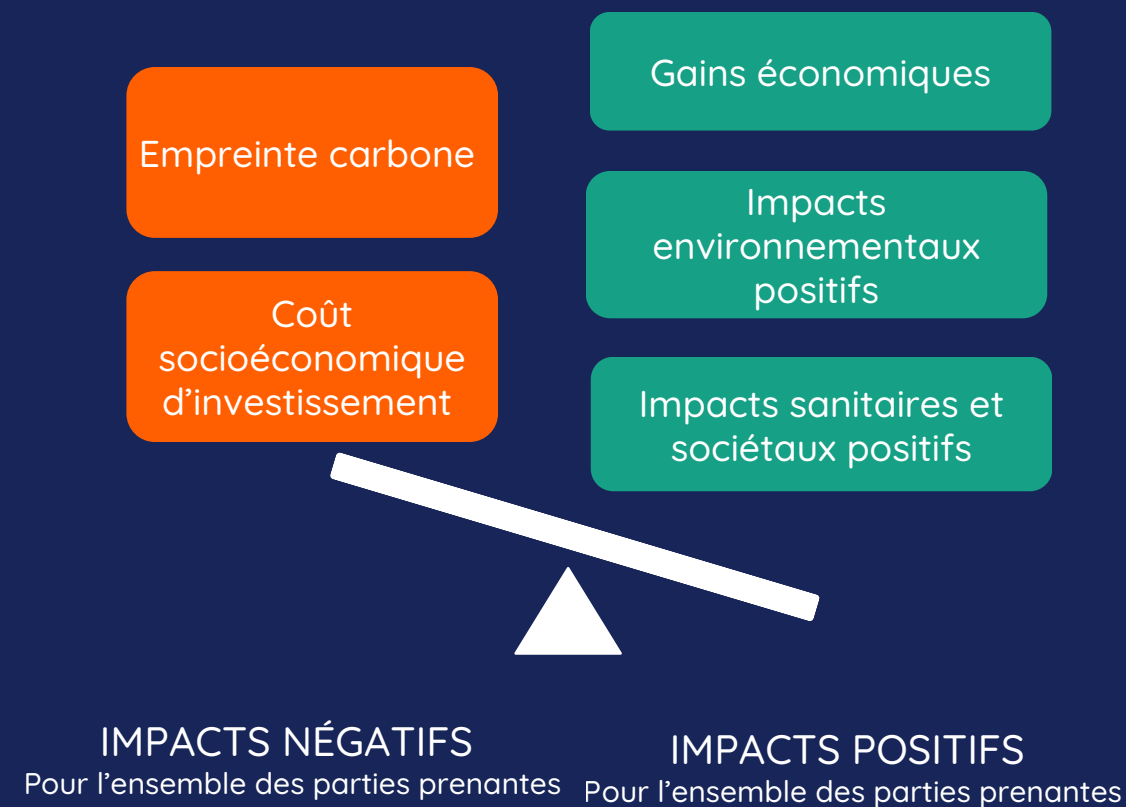 Empreinte carbone
Coût
socioéconomique
d’investissement
Gains économiques
Impacts
environnementaux
positifs
Impacts sanitaires et
sociétaux positifs
IMPACTS NÉGATIFS
Pour l’ensemble des parties prenantes
IMPACTS POSITIFS
Pour l’ensemble des parties prenantes